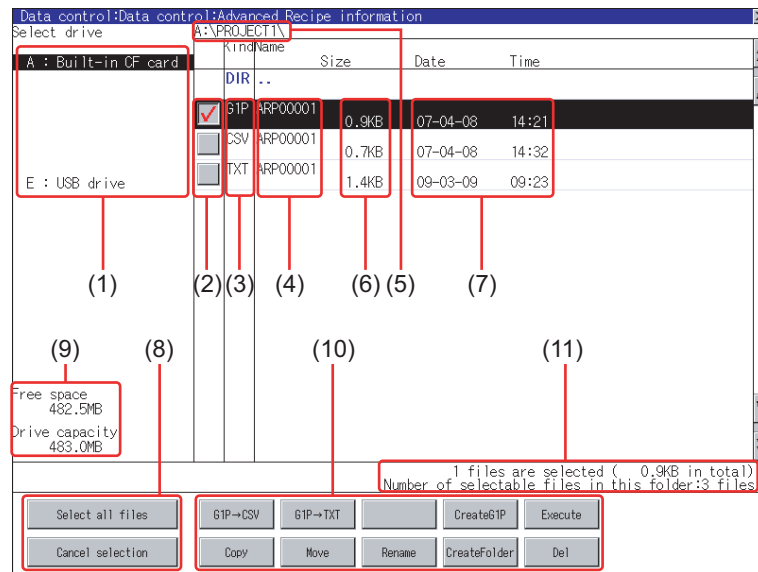 Data control:Data control:Advanced Recipe information
Select drive A:\PROJECT1\
Kind Name Size Date Time
A : Built-in CF card
DIR ..
G1P ARP00001 0.9KB 07-04-08 14:21
CSV ARP00001 0.7KB 07-04-08 14:32
TXT ARP00001 1.4KB 09-03-09 09:23
E : USB drive
(1) (2) (3) (4) (6) (5) (7)
(9) (8) (10) (11)
Free space
482.5MB
Drive capacity
483.0MB
1 files are selected ( 0.9KB in total)
Number of selectable files in this folder:3 files
Select all files G1P→CSV G1P→TXT CreateG1P Execute
Cancel selection Copy Move Rename CreateFolder Del